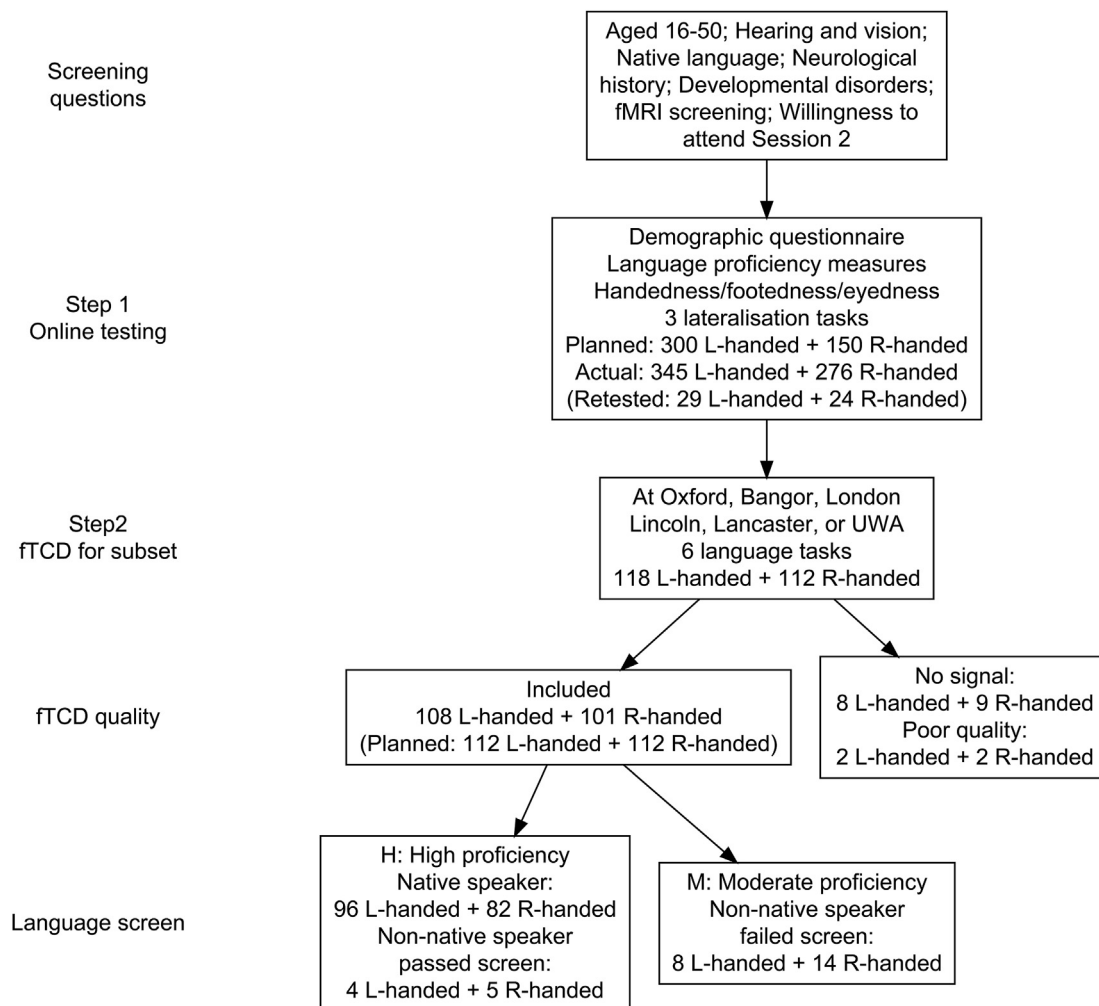 Screening
questions
Aged 16-50; Hearing and vision;
Native language; Neurological
history; Developmental disorders;
fMRI screening; Willingness to
attend Session 2
Step 1
Online testing
Demographic questionnaire
Language proficiency measures
Handedness/footedness/eyedness
3 lateralisation tasks
Planned: 300 L-handed + 150 R-handed
Actual: 345 L-handed + 276 R-handed
(Retested: 29 L-handed + 24 R-handed)
Step2
fTCD for subset
At Oxford, Bangor, London
Lincoln, Lancaster, or UWA
6 language tasks
118 L-handed + 112 R-handed
fTCD quality
Included
108 L-handed + 101 R-handed
(Planned: 112 L-handed + 112 R-handed)
No signal:
8 L-handed + 9 R-handed
Poor quality:
2 L-handed + 2 R-handed
Language screen
H: High proficiency
Native speaker:
96 L-handed + 82 R-handed
Non-native speaker
passed screen:
4 L-handed + 5 R-handed
M: Moderate proficiency
Non-native speaker
failed screen:
8 L-handed + 14 R-handed